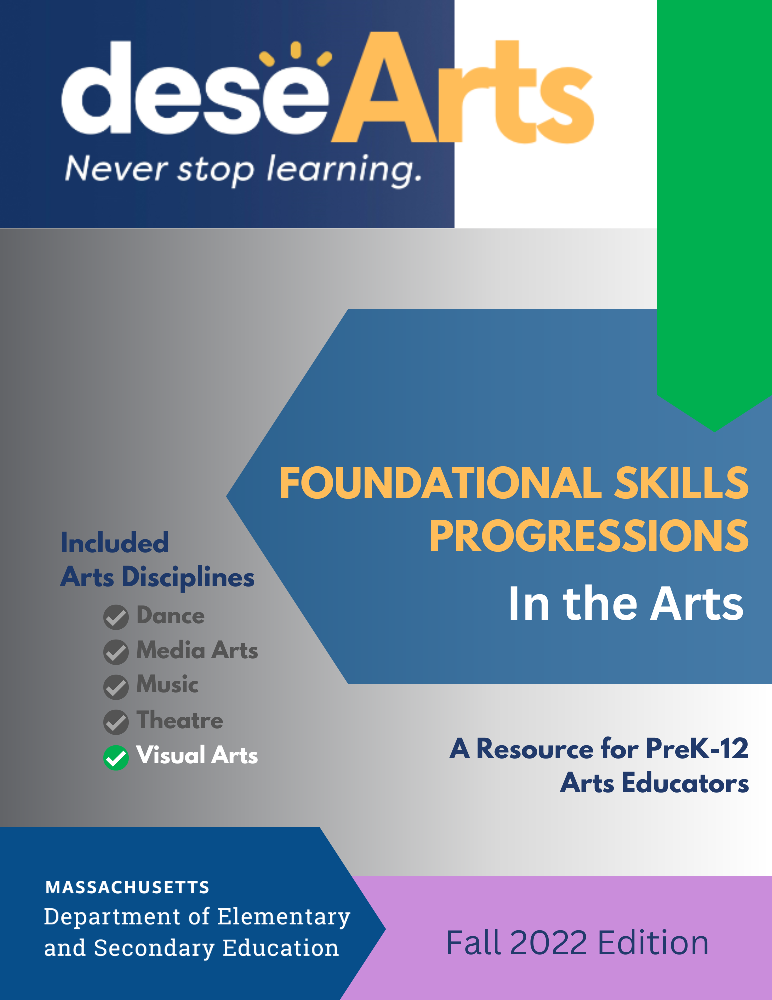 deseArts
Never stop learning.
FOUNDATIONAL SKILLS
PROGRESSIONS
In the Arts
Included
Arts Disciplines
Dance
Media Arts
Music
Theatre
Visual Arts
A Resource for PreK-12
Arts Educators
MASSACHUSETTS
Department of Elementary
and Secondary Education
Fall 2022 Edition